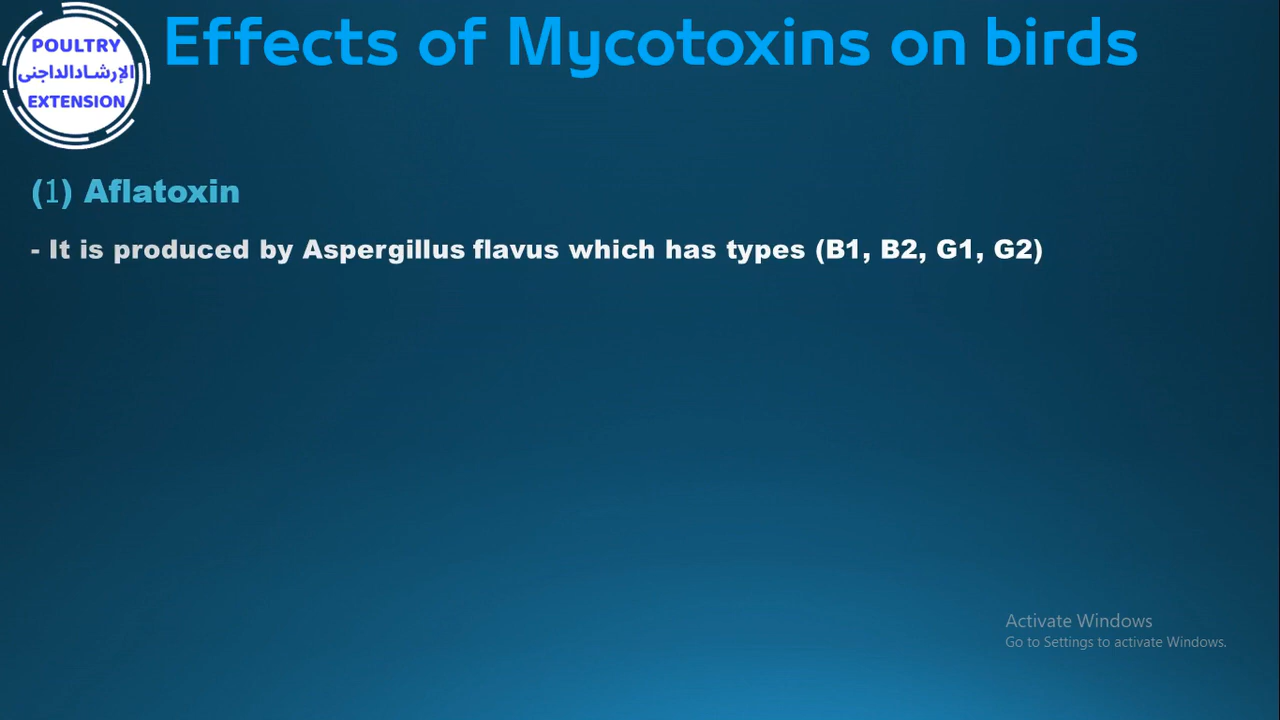 POULTRY
الإرشادالداجنى
EXTENSION
Effects of Mycotoxins on birds
(1) Aflatoxin
- It is produced by Aspergillus flavus which has types (B1, B2, G1, G2)
Activate Windows
Go to Settings to activate Windows.